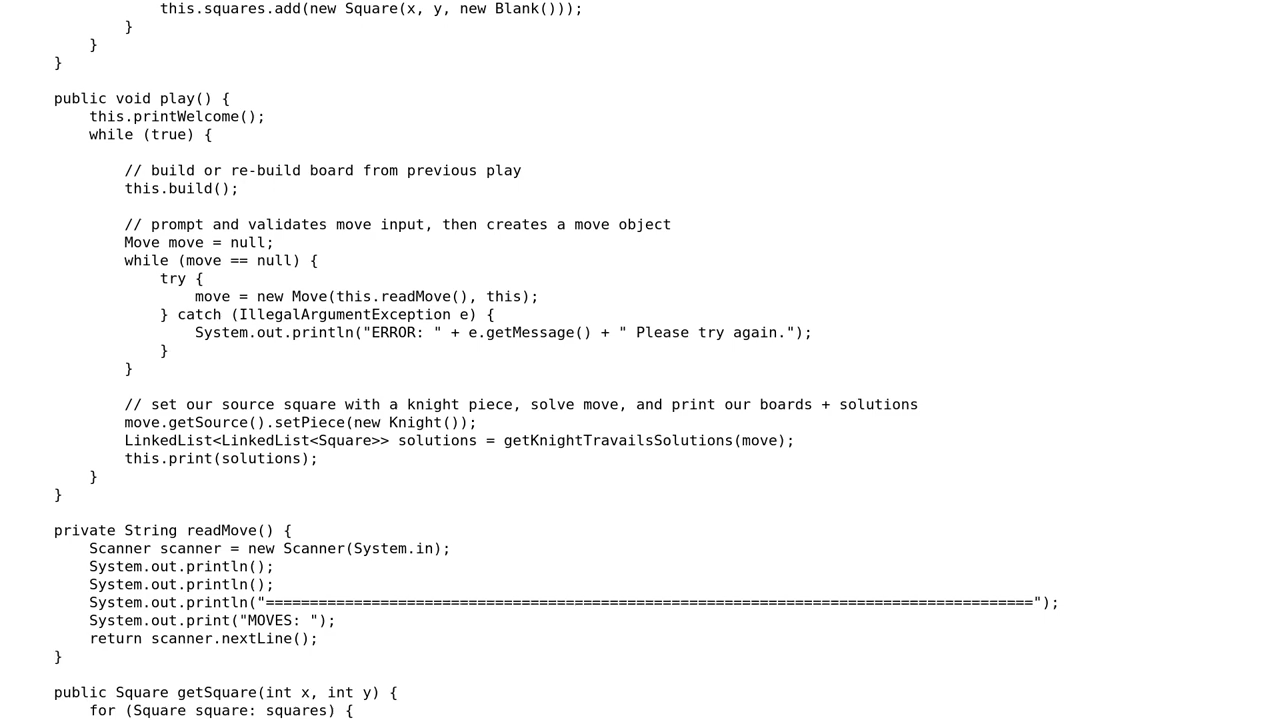 this.squares.add(new Square(x, y, new Blank()));
}
}
}
public void play() {
this.printWelcome();
while (true) {
// build or re-build board from previous play
this.build();
// prompt and validates move input, then creates a move object
Move move = null;
while (move == null) {
try {
move = new Move(this.readMove(), this);
} catch (IllegalArgumentException e) {
System.out.println("ERROR: " + e.getMessage() + " Please try again.");
}
}
// set our source square with a knight piece, solve move, and print our boards + solutions
move.getSource().setPiece(new Knight());
LinkedList<LinkedList<Square>> solutions = getKnightTravailsSolutions(move);
this.print(solutions);
}
}
private String readMove() {
Scanner scanner = new Scanner(System.in);
System.out.println();
System.out.println();
System.out.println("=======================================================================================");
System.out.print("MOVES: ");
return scanner.nextLine();
}
public Square getSquare(int x, int y) {
for (Square square: squares) {